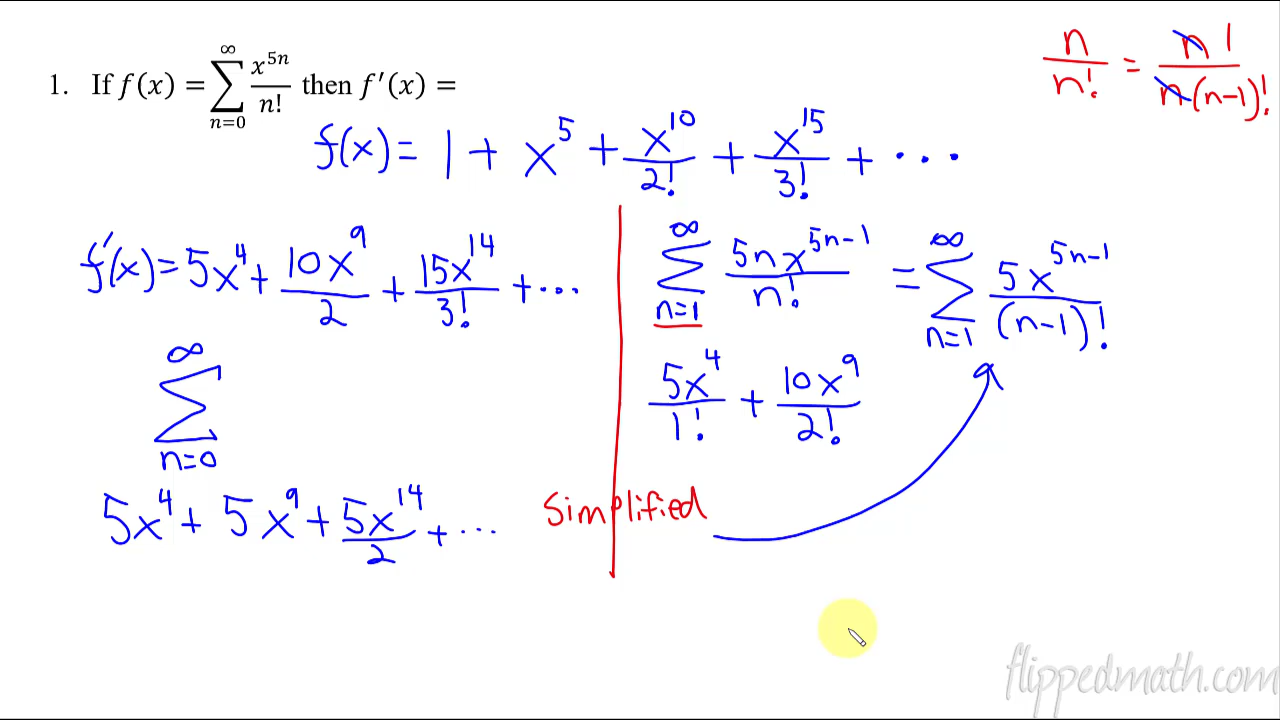 1. If f(x) = ∑_{n=0}^{∞} x^{5n}/n! then f′(x) =
n/n! = n1/n(n-1)!
f(x) = 1 + x^5 + x^10/2! + x^15/3! + ...
f'(x) = 5x^4 + 10x^9/2 + 15x^14/3! + ...
∑_{n=0}^{∞}
5x^4 + 5x^9 + 5x^14/2 + ...
∑_{n=1}^{∞} 5nx^{5n-1}/n! = ∑_{n=1}^{∞} 5x^{5n-1}/(n-1)!
5x^4/1! + 10x^9/2!
Simplified
flippedmath.com